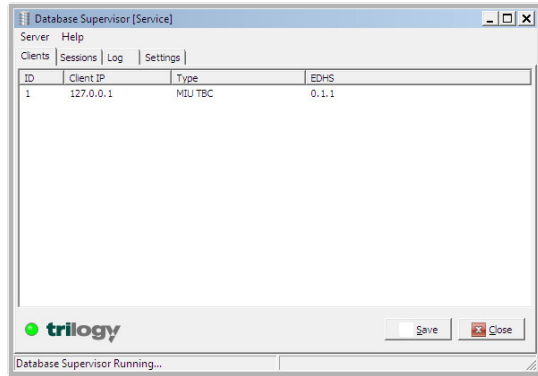 Database Supervisor [Service]
Server Help
Clients Sessions Log Settings
ID Client IP Type EDHS
1 127.0.0.1 MIU TBC 0.1.1
trilogy
Save Close
Database Supervisor Running...